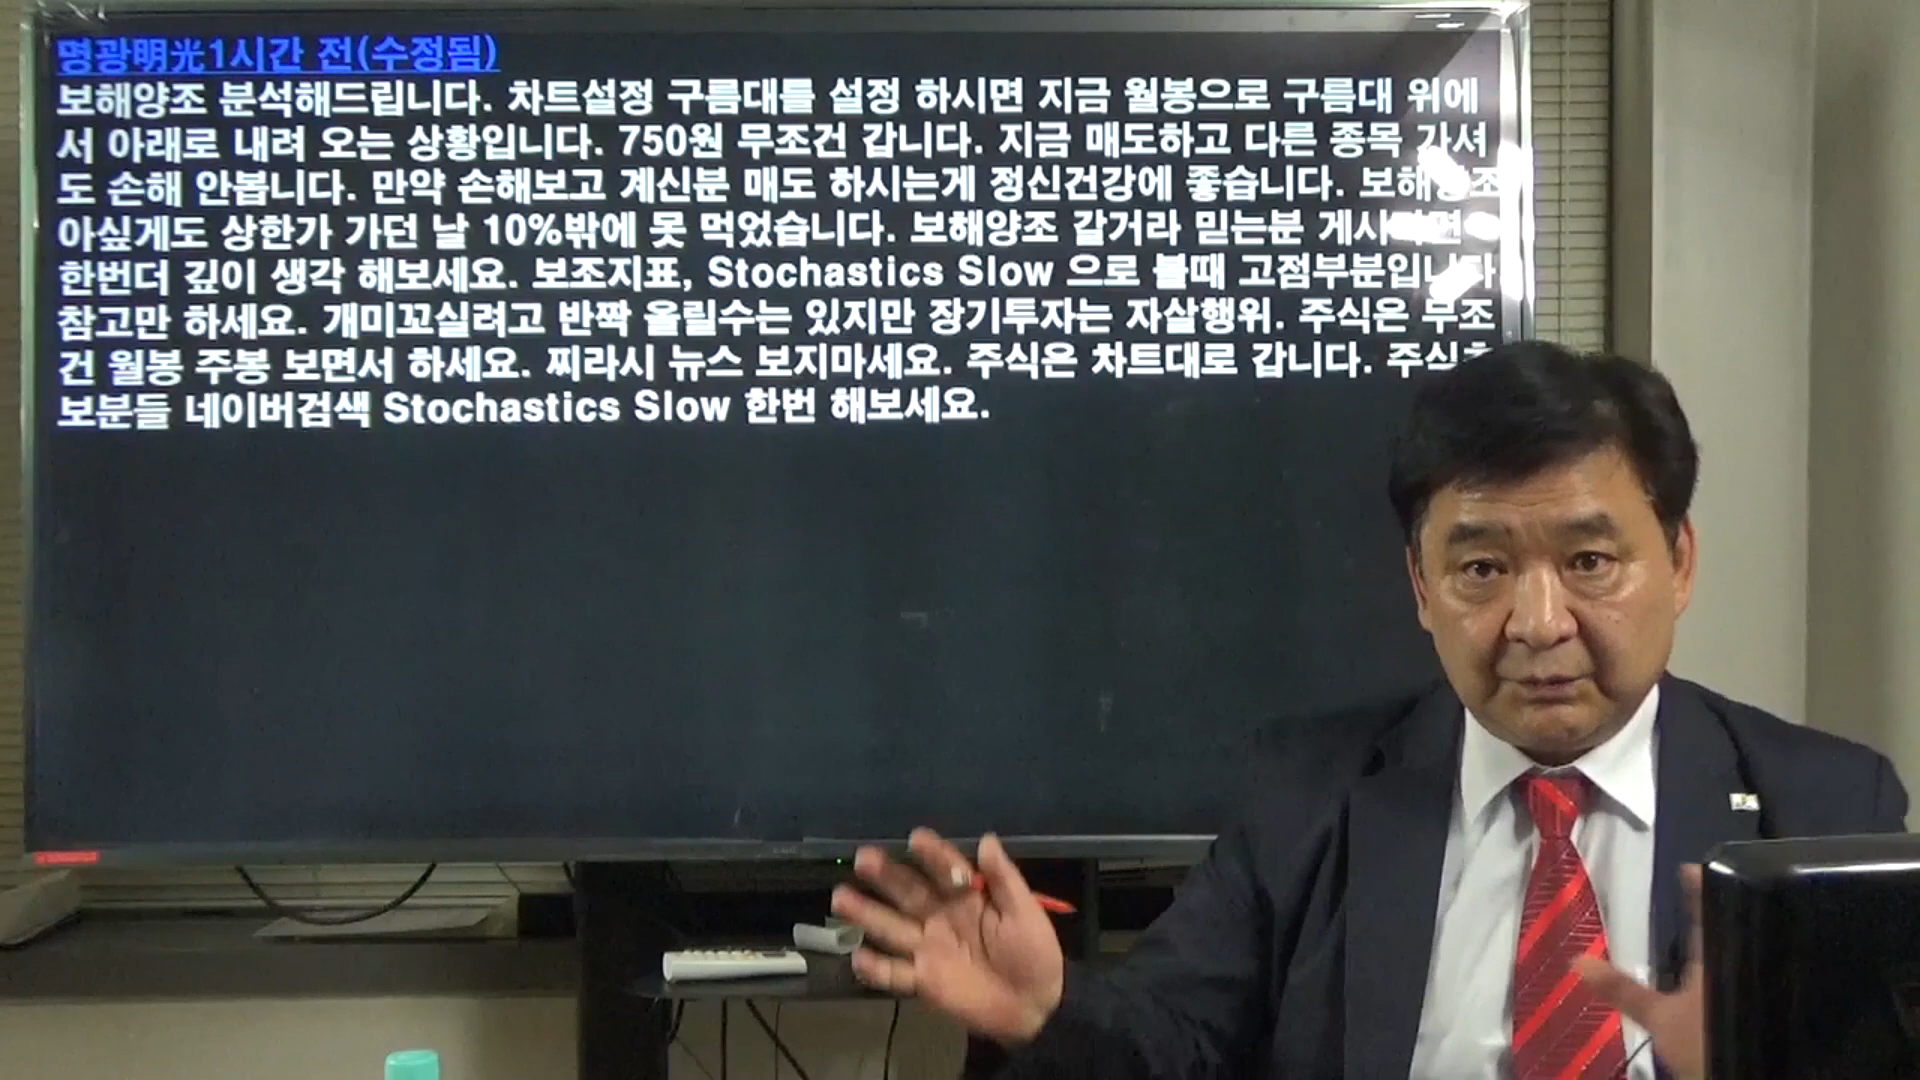 명광明光1시간 전(수정됨)
보해양조 분석해드립니다. 차트설정 구름대를 설정 하시면 지금 월봉으로 구름대 위에
서 아래로 내려 오는 상황입니다. 750원 무조건 갑니다. 지금 매도하고 다른 종목 가셔
도 손해 안봅니다. 만약 손해보고 계신분 매도 하시는게 정신건강에 좋습니다. 보해양조
아싶게도 상한가 가던 날 10%밖에 못 먹었습니다. 보해양조 갈거라 믿는분
한번더 깊이 생각 해보세요. 보조지표, Stochastics Slow 으로 볼때 고점부분입니다
참고만 하세요. 개미꼬실려고 반짝 올릴수는 있지만 장기투자는 자살행위. 주식은 무조
건 월봉 주봉 보면서 하세요. 찌라시 뉴스 보지마세요. 주식은 차트대로 갑니다.
보분들 네이버검색 Stochastics Slow 한번 해보세요.